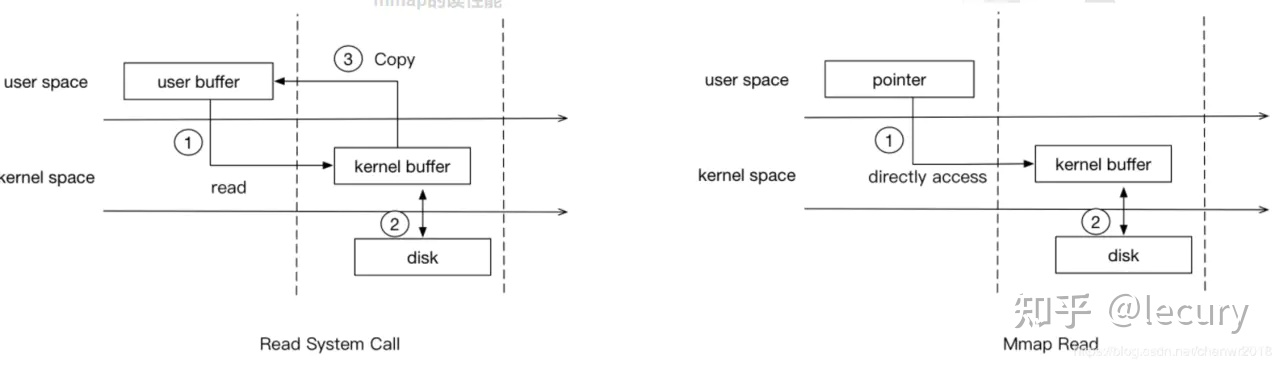 mmap的读性能
user space
user buffer
③ Copy
①
read
kernel space
kernel buffer
②
disk
Read System Call
user space
pointer
①
directly access
kernel space
kernel buffer
②
disk
Mmap Read
知乎 @lecury
https://blog.csdn.net/chenwr2018